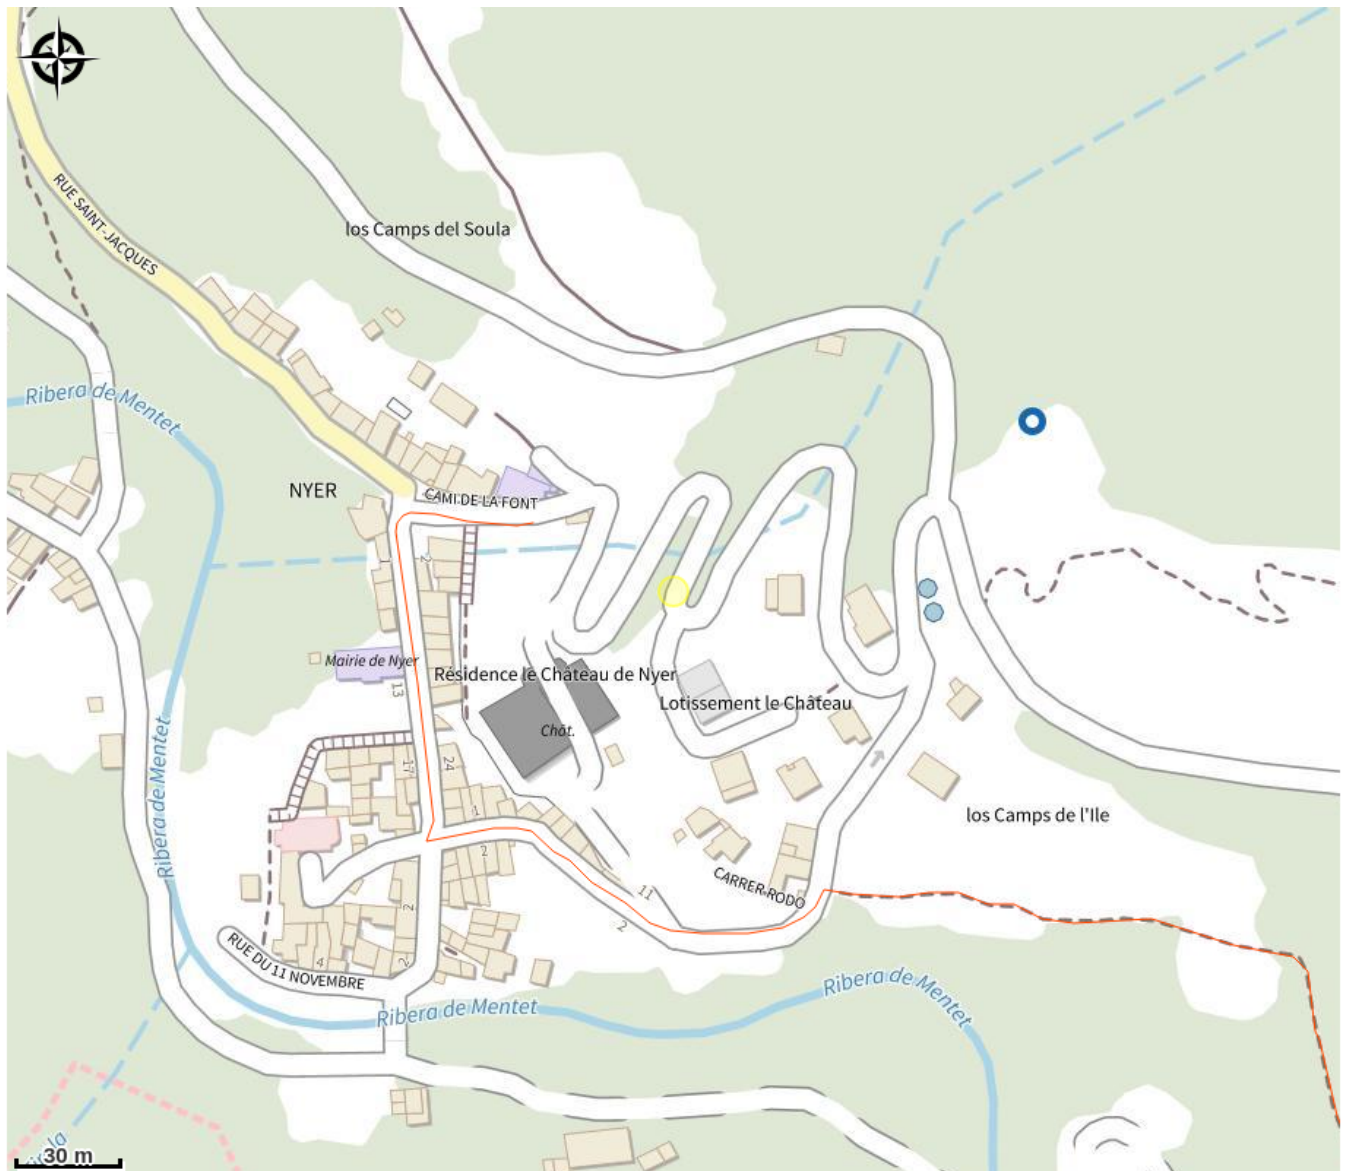 los Camps del Soula
RUE SAINT-JACQUES
Ribera de Mentet
NYER
CAMI DE LA FONT
2
1
Mairie de Nyer
13
Résidence le Château de Nyer
Lotissement le Château
Chât.
Ribera de Mentet
17
24
1
2
los Camps de l'Ile
CARRER RODO
11
2
2
4
2
RUE DU 11 NOVEMBRE
Ribera de Mentet
Ribera de Mentet
30 m